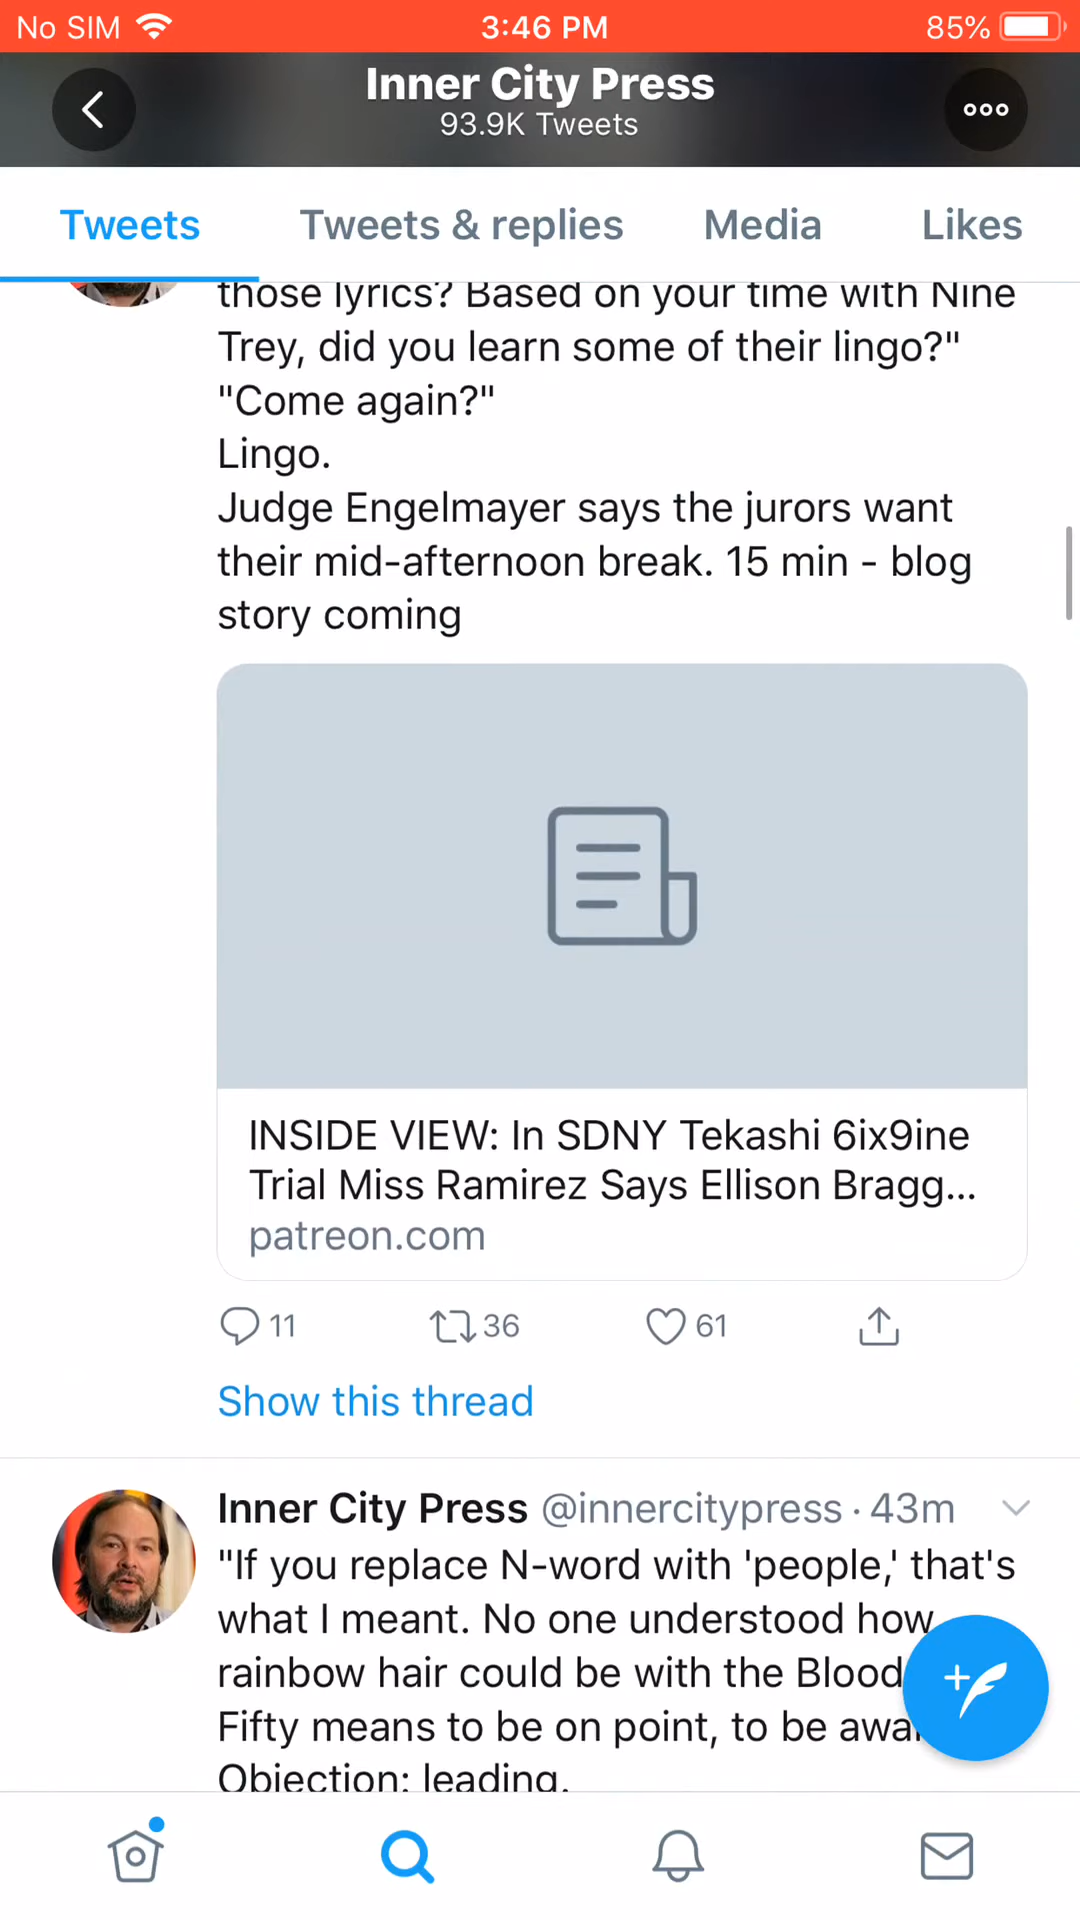 No SIM
3:46 PM
85%
Inner City Press
93.9K Tweets
Tweets
Tweets & replies
Media
Likes
those lyrics? Based on your time with Nine
Trey, did you learn some of their lingo?"
"Come again?"
Lingo.
Judge Engelmayer says the jurors want
their mid-afternoon break. 15 min - blog
story coming
INSIDE VIEW: In SDNY Tekashi 6ix9ine
Trial Miss Ramirez Says Ellison Bragg...
patreon.com
11
36
61
Show this thread
Inner City Press @innercitypress · 43m
"If you replace N-word with 'people,' that's
what I meant. No one understood how
rainbow hair could be with the Blood
Fifty means to be on point, to be
Objection: leading.